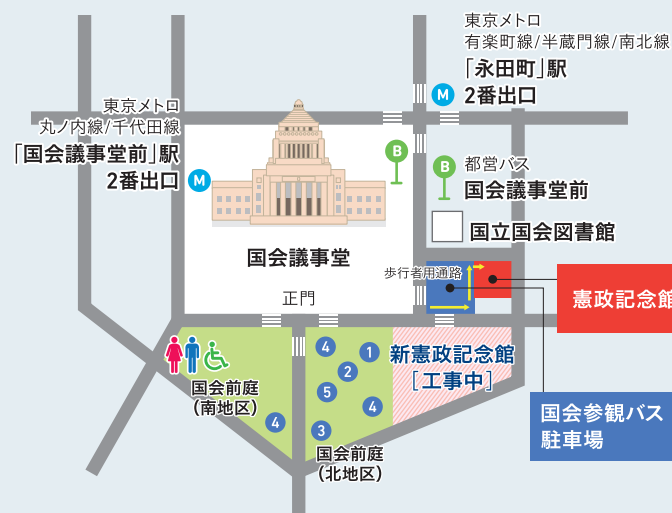 東京メトロ
有楽町線/半蔵門線/南北線
「永田町」駅
2番出口
M
東京メトロ
丸ノ内線/千代田線
「国会議事堂前」駅
2番出口
M
B
B
都営バス
国会議事堂前
国立国会図書館
国会議事堂
歩行者用通路
正門
憲政記念館
新憲政記念館
[工事中]
国会参観バス
駐車場
国会前庭
(南地区)
4
4
1
2
5
4
3
国会前庭
(北地区)